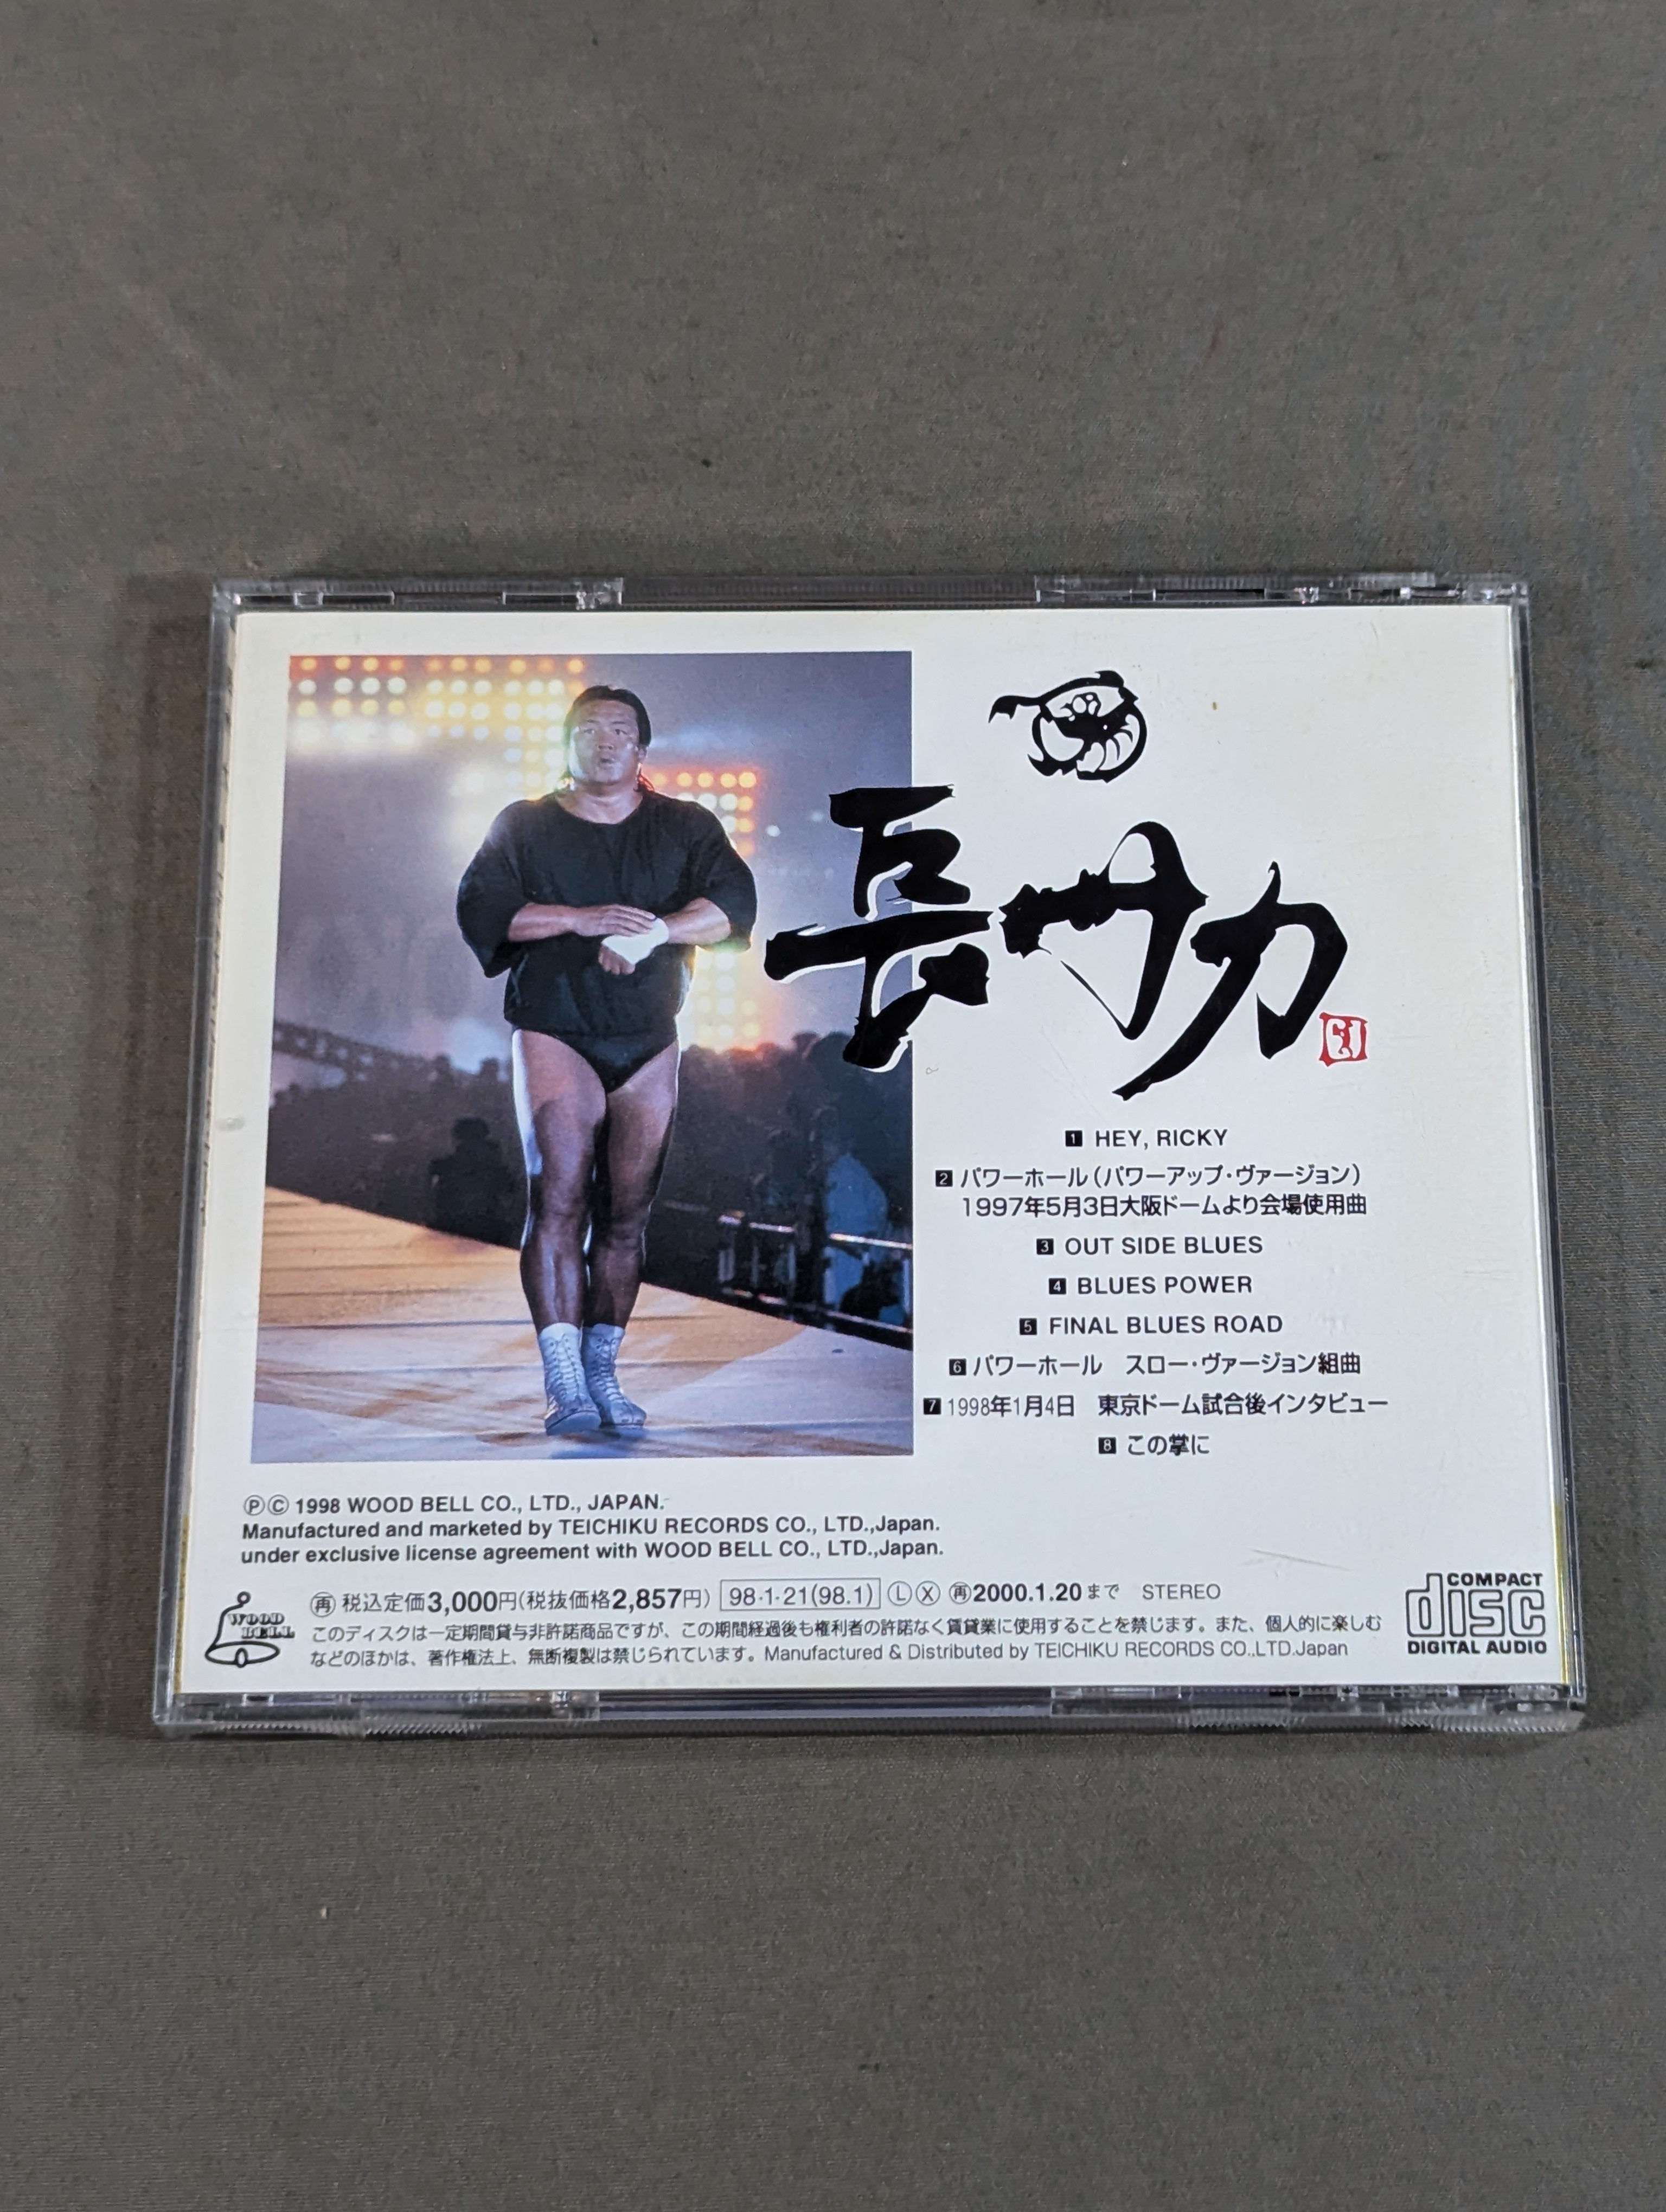 長州力
1 HEY, RICKY
2 パワーホール(パワーアップ・ヴァージョン)
1997年5月3日大阪ドームより会場使用曲
3 OUT SIDE BLUES
4 BLUES POWER
5 FINAL BLUES ROAD
6 パワーホール スロー・ヴァージョン組曲
7 1998年1月4日 東京ドーム試合後インタビュー
8 この掌に
ⓅⒸ 1998 WOOD BELL CO., LTD., JAPAN.
Manufactured and marketed by TEICHIKU RECORDS CO., LTD.,Japan.
under exclusive license agreement with WOOD BELL CO., LTD.,Japan.
WOOD
BELL
再 税込定価3,000円(税抜価格2,857円) 98・1・21(98.1) Ⓛ Ⓧ 再2000.1.20まで STEREO
このディスクは一定期間貸与非許諾商品ですが、この期間経過後も権利者の許諾なく賃貸業に使用することを禁じます。また、個人的に楽しむ
などのほかは、著作権法上、無断複製は禁じられています。Manufactured & Distributed by TEICHIKU RECORDS CO.,LTD.Japan
COMPACT
disc
DIGITAL AUDIO